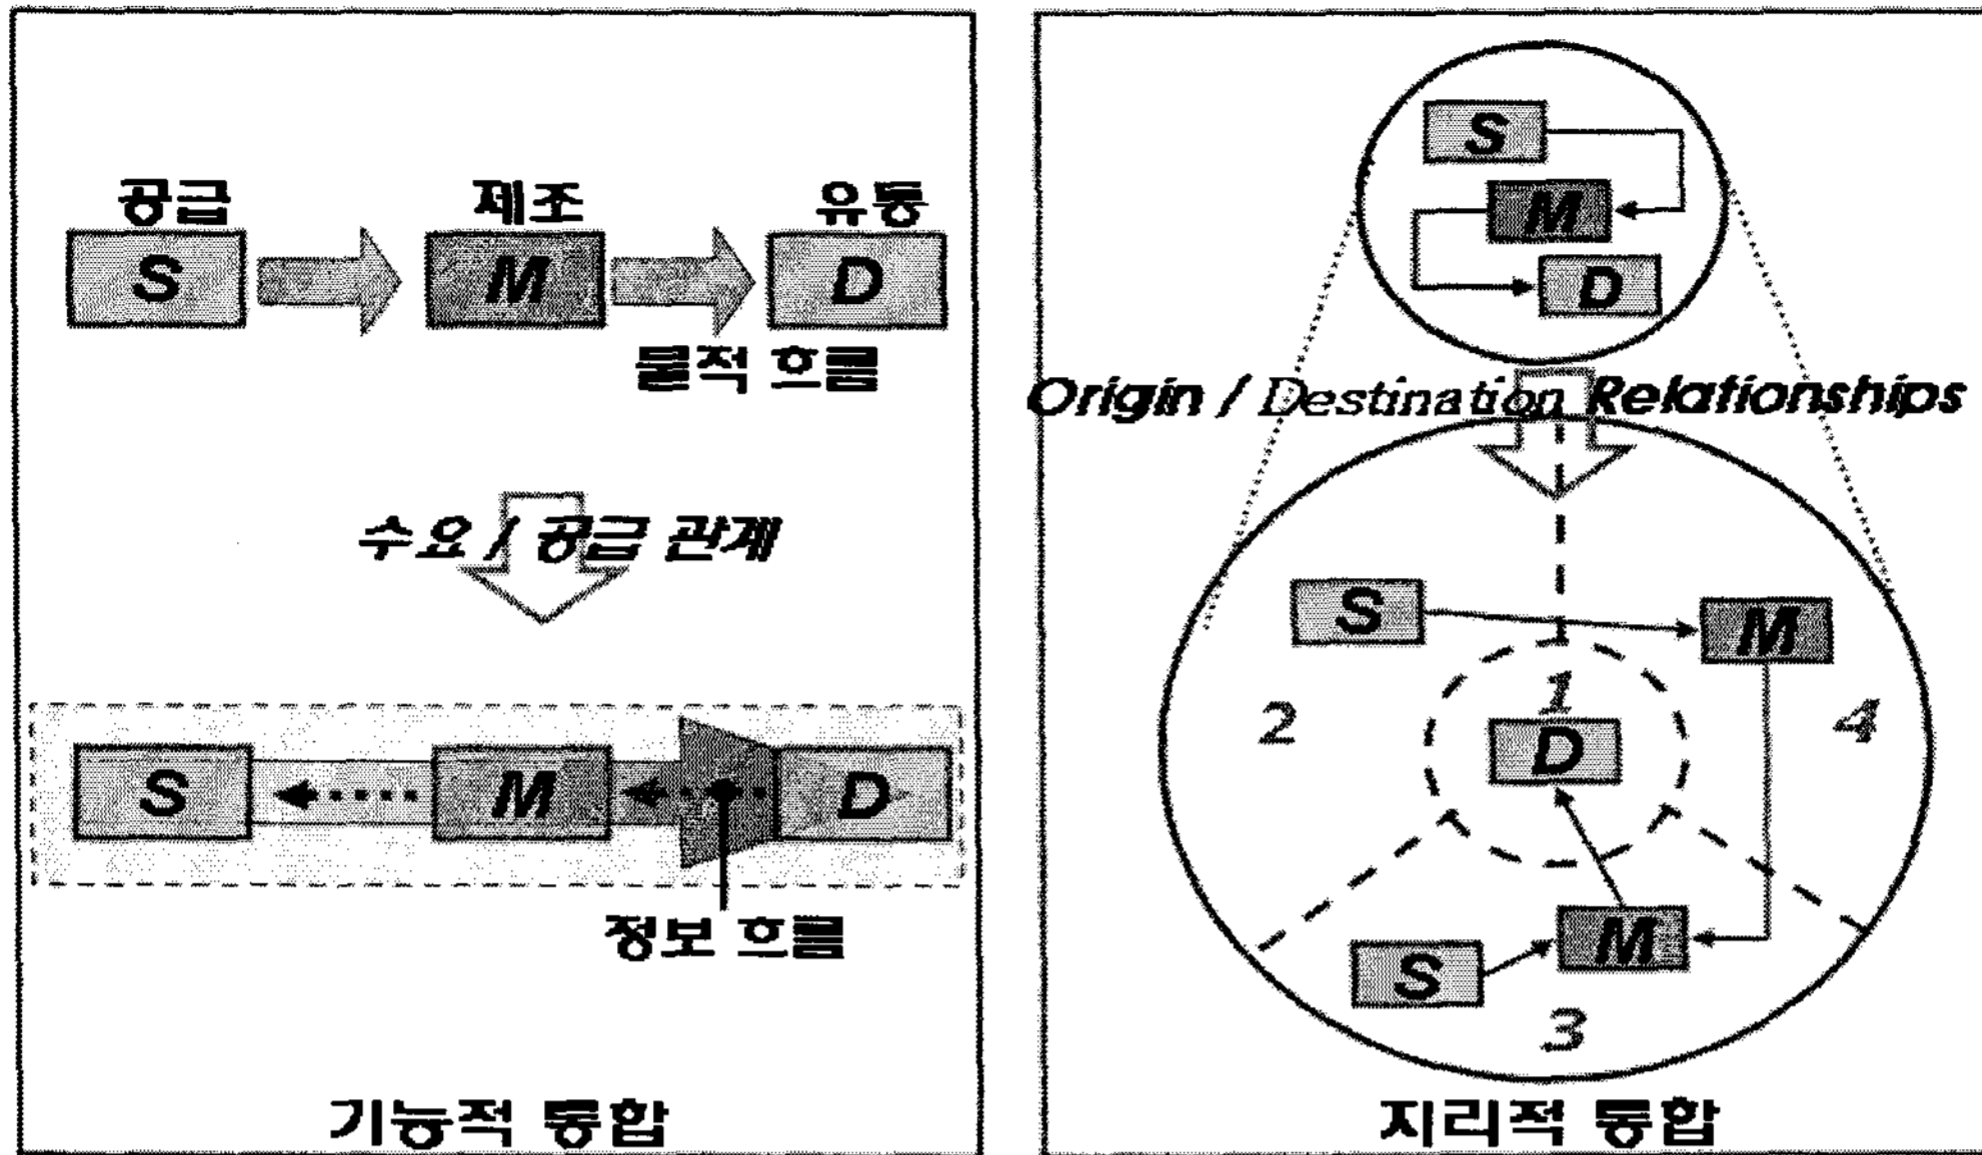 공급 제조 유통
S M D
물적 흐름
수요 / 공급 관계
S M D
정보 흐름
기능적 통합
S
M
D
Origin / Destination Relationships
S M
1
2 4
D
M
S
3
지리적 통합